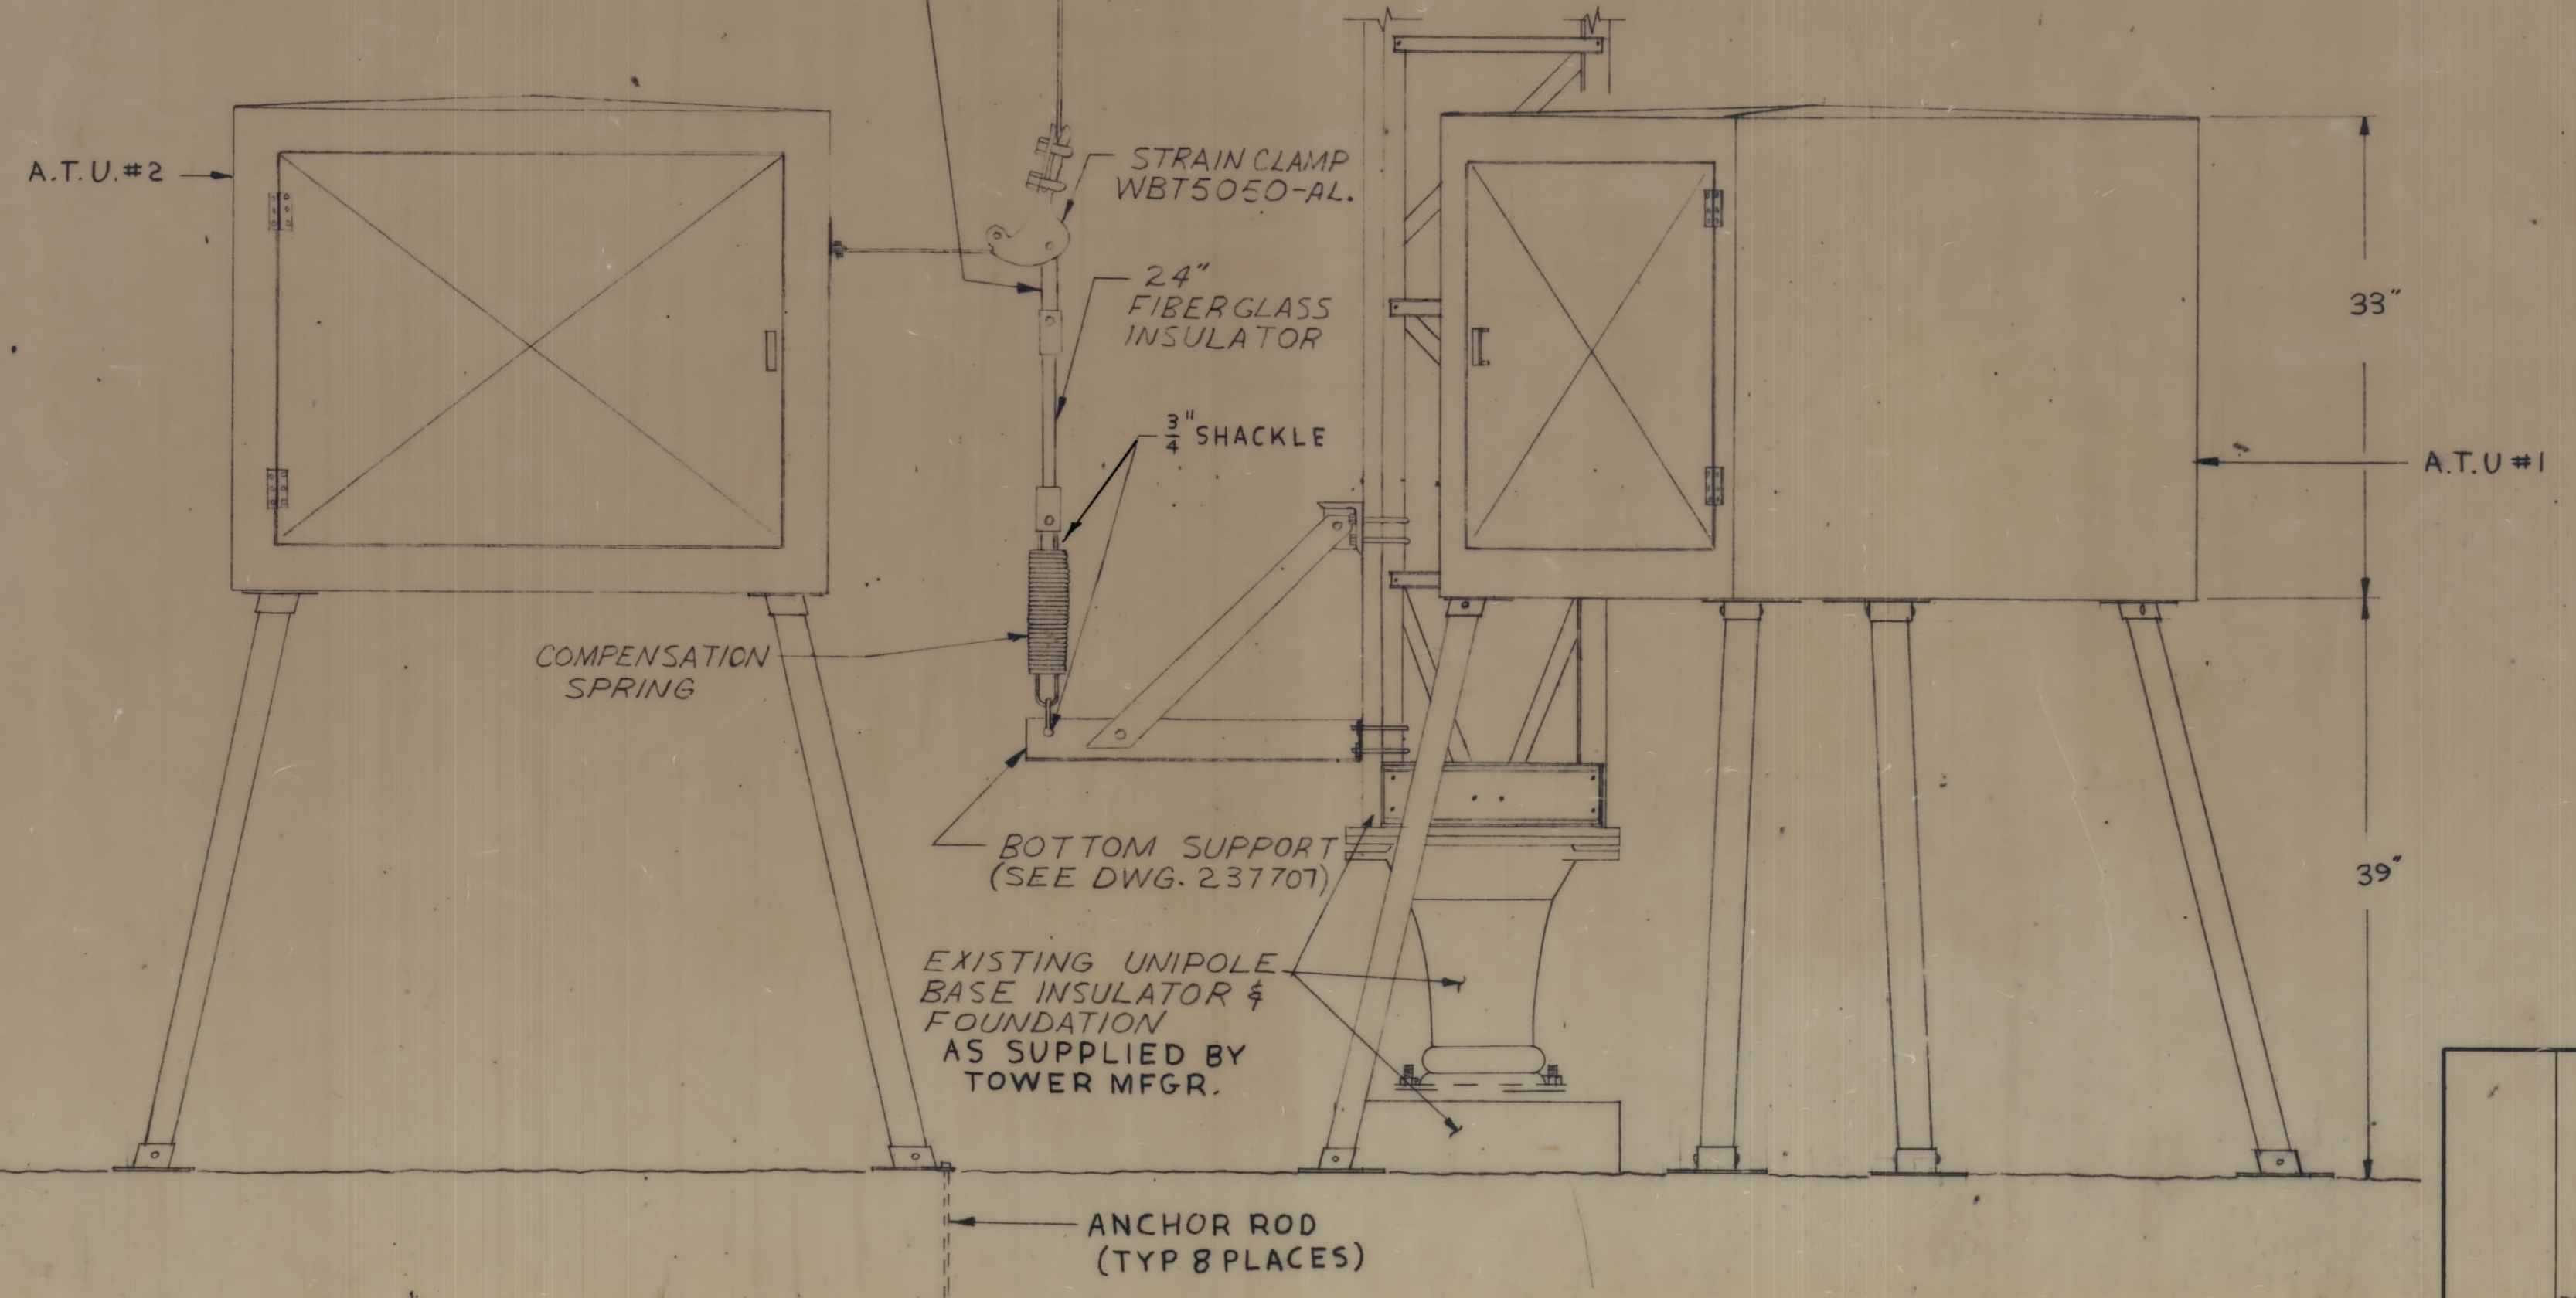 A.T.U.#2
STRAIN CLAMP
WBT5050-AL.
24"
FIBERGLASS
INSULATOR
3/4" SHACKLE
33"
A.T.U #1
COMPENSATION
SPRING
BOTTOM SUPPORT
(SEE DWG. 237707)
39"
EXISTING UNIPOLE
BASE INSULATOR &
FOUNDATION
AS SUPPLIED BY
TOWER MFGR.
ANCHOR ROD
(TYP 8 PLACES)